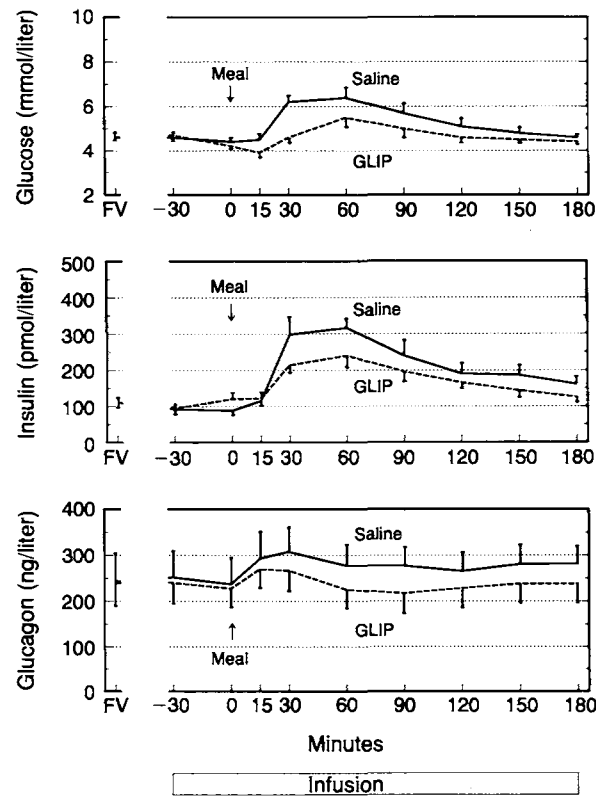 Glucose (mmol/liter)
10
8
6
4
2
Meal
Saline
GLIP
FV
−30 0 15 30 60 90 120 150 180
Insulin (pmol/liter)
500
400
300
200
100
0
Meal
Saline
GLIP
FV
−30 0 15 30 60 90 120 150 180
Glucagon (ng/liter)
400
300
200
100
0
Saline
GLIP
Meal
FV
−30 0 15 30 60 90 120 150 180
Minutes
Infusion